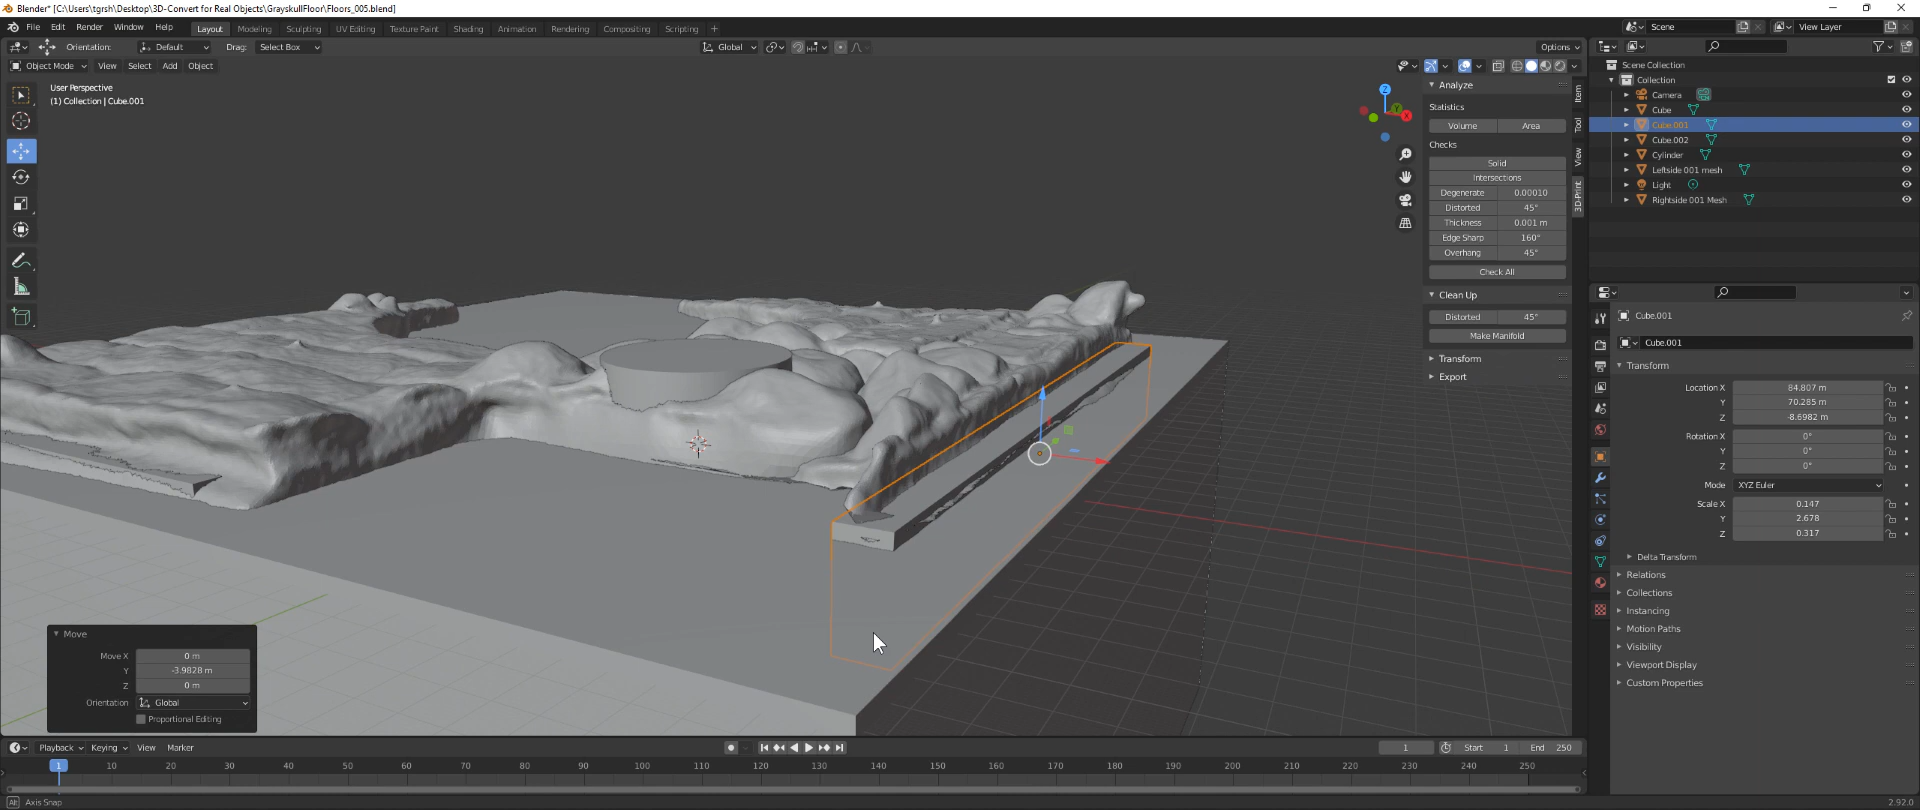 Blender* [C:\Users\tgrsh\Desktop\3D-Convert for Real Objects\GrayskullFloor\Floors_005.blend]
File Edit Render Window Help Layout Modeling Sculpting UV Editing Texture Paint Shading Animation Rendering Compositing Scripting + Scene View Layer
Orientation: Default Drag: Select Box Global Options
Object Mode View Select Add Object
User Perspective
(1) Collection | Cube.001
Z
Y
X
Analyze
Statistics
Volume Area
Checks
Solid
Intersections
Degenerate 0.00010
Distorted 45°
Thickness 0.001 m
Edge Sharp 160°
Overhang 45°
Check All
Clean Up
Distorted 45°
Make Manifold
Transform
Export
Item
Tool
View
3D-Print
Scene Collection
Collection
Camera
Cube
Cube.001
Cube.002
Cylinder
Leftside 001 mesh
Light
Rightside 001 Mesh
Cube.001
Cube.001
Transform
Location X 84.807 m
Y 70.285 m
Z -8.6982 m
Rotation X 0°
Y 0°
Z 0°
Mode XYZ Euler
Scale X 0.147
Y 2.678
Z 0.317
Delta Transform
Relations
Collections
Instancing
Motion Paths
Visibility
Viewport Display
Custom Properties
Move
Move X 0 m
Y -3.9828 m
Z 0 m
Orientation Global
Proportional Editing
Playback Keying View Marker 1 Start 1 End 250
1 10 20 30 40 50 60 70 80 90 100 110 120 130 140 150 160 170 180 190 200 210 220 230 240 250
Alt Axis Snap 2.92.0